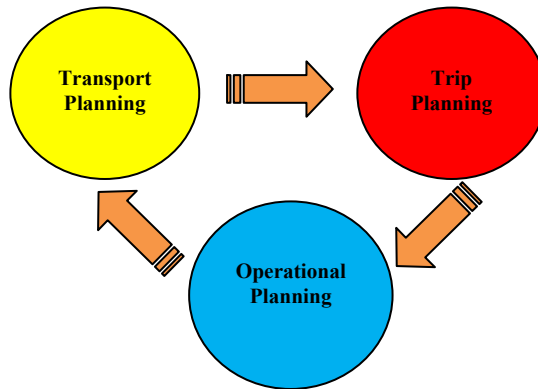 Transport
Planning
Trip
Planning
Operational
Planning